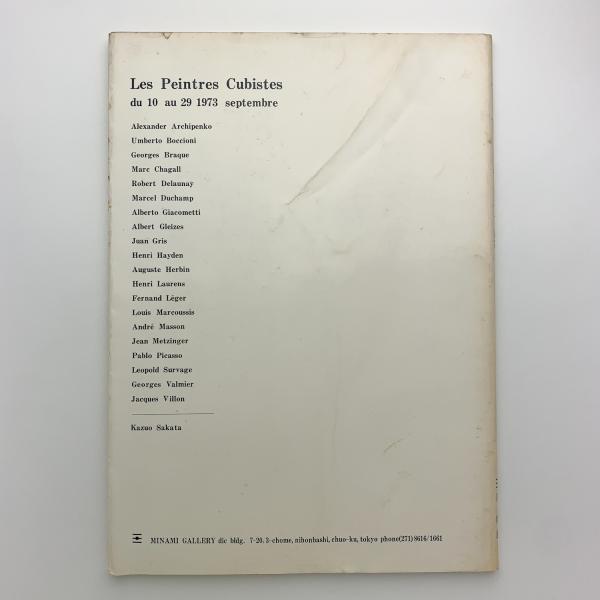 Les Peintres Cubistes
du 10 au 29 1973 septembre
Alexander Archipenko
Umberto Boccioni
Georges Braque
Marc Chagall
Robert Delaunay
Marcel Duchamp
Alberto Giacometti
Albert Gleizes
Juan Gris
Henri Hayden
Auguste Herbin
Henri Laurens
Fernand Léger
Louis Marcoussis
André Masson
Jean Metzinger
Pablo Picasso
Leopold Survage
Georges Valmier
Jacques Villon
Kazuo Sakata
MINAMI GALLERY dic bldg. 7-20. 3-chome, nihonbashi, chuo-ku, tokyo phone(271)8616/1661